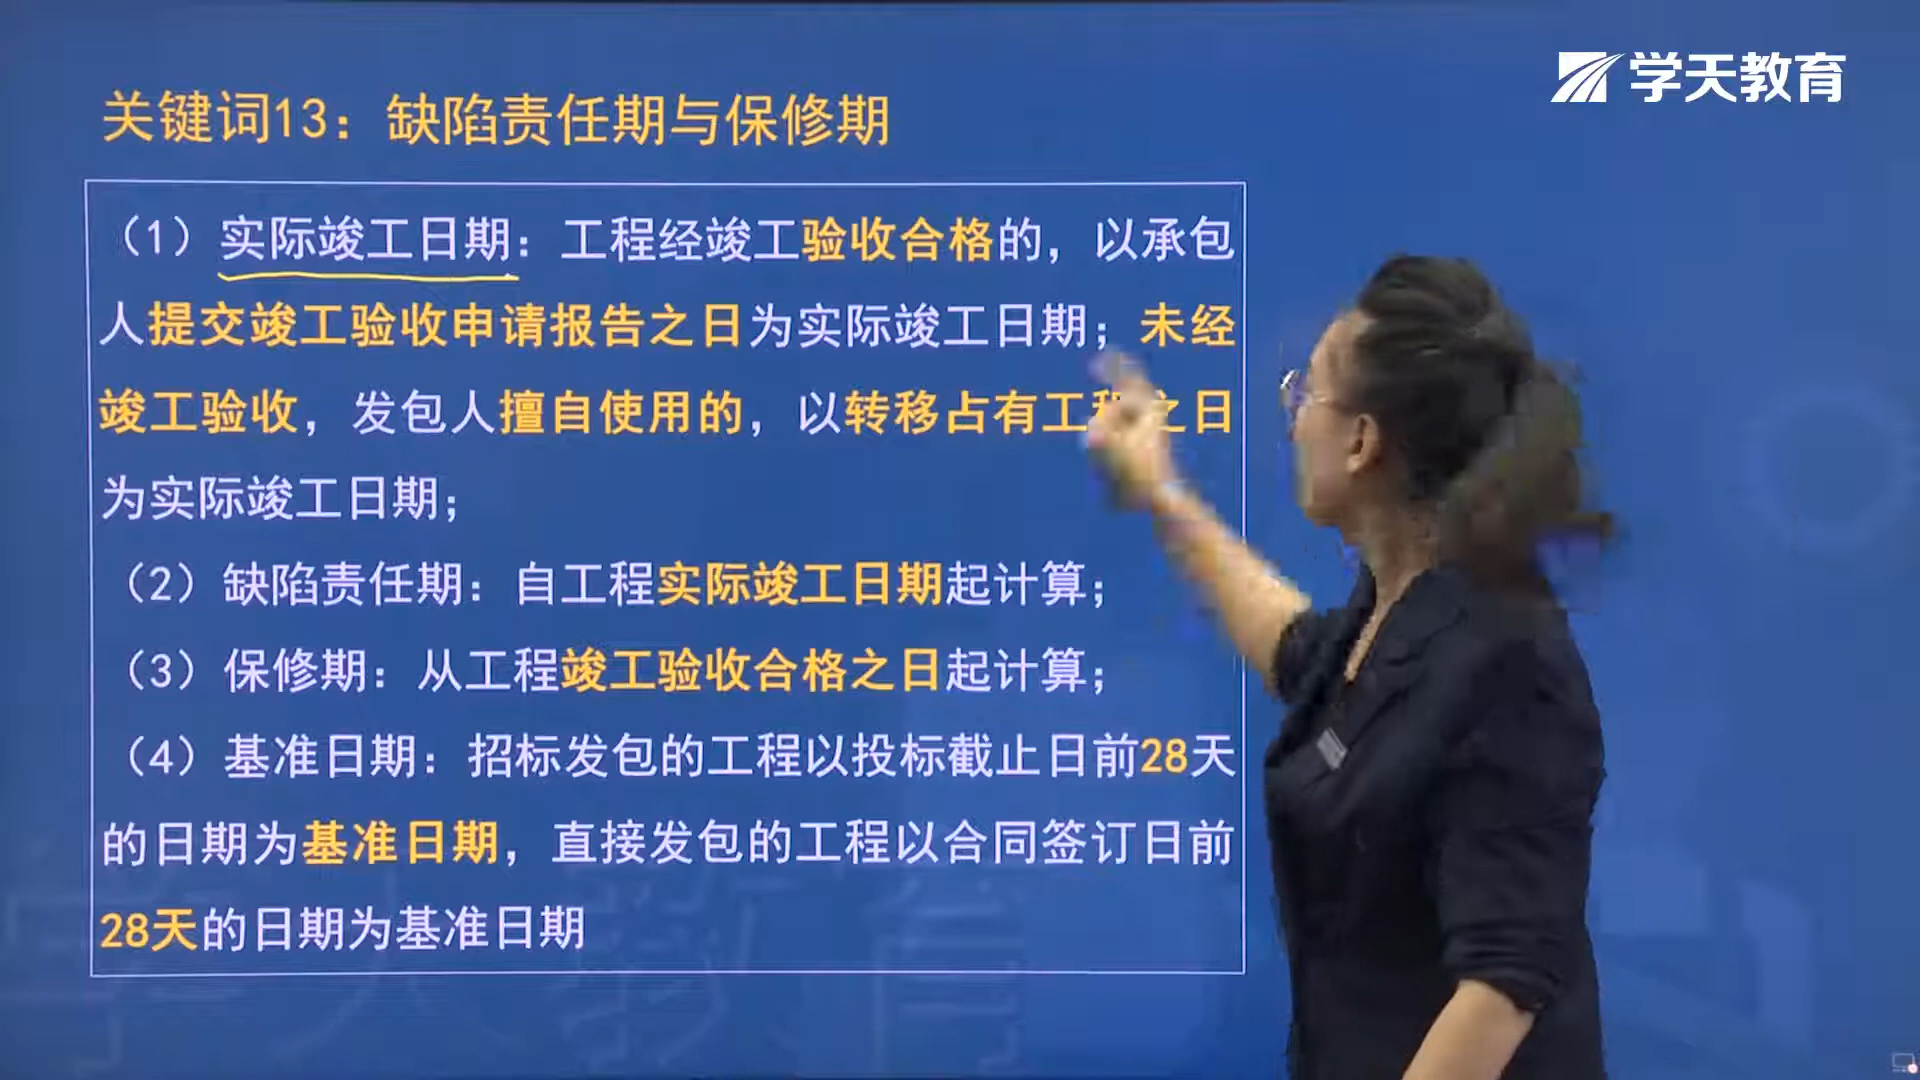 学天教育
关键词13：缺陷责任期与保修期
（1）实际竣工日期：工程经竣工验收合格的，以承包
人提交竣工验收申请报告之日为实际竣工日期；未经
竣工验收，发包人擅自使用的，以转移占有工程之日
为实际竣工日期；
（2）缺陷责任期：自工程实际竣工日期起计算；
（3）保修期：从工程竣工验收合格之日起计算；
（4）基准日期：招标发包的工程以投标截止日前28天
的日期为基准日期，直接发包的工程以合同签订日前
28天的日期为基准日期